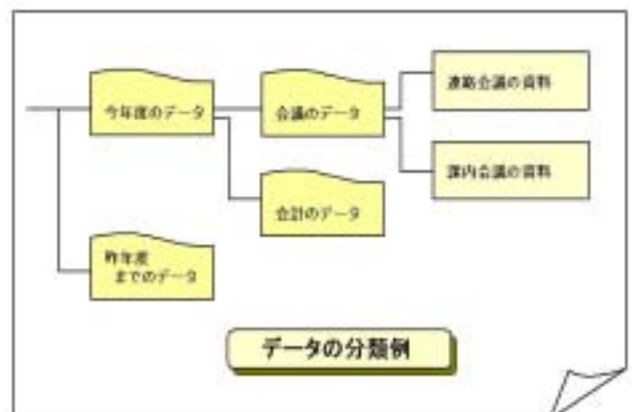 今年度のデータ
会議のデータ
連絡会議の資料
課内会議の資料
会計のデータ
昨年度
までのデータ
データの分類例